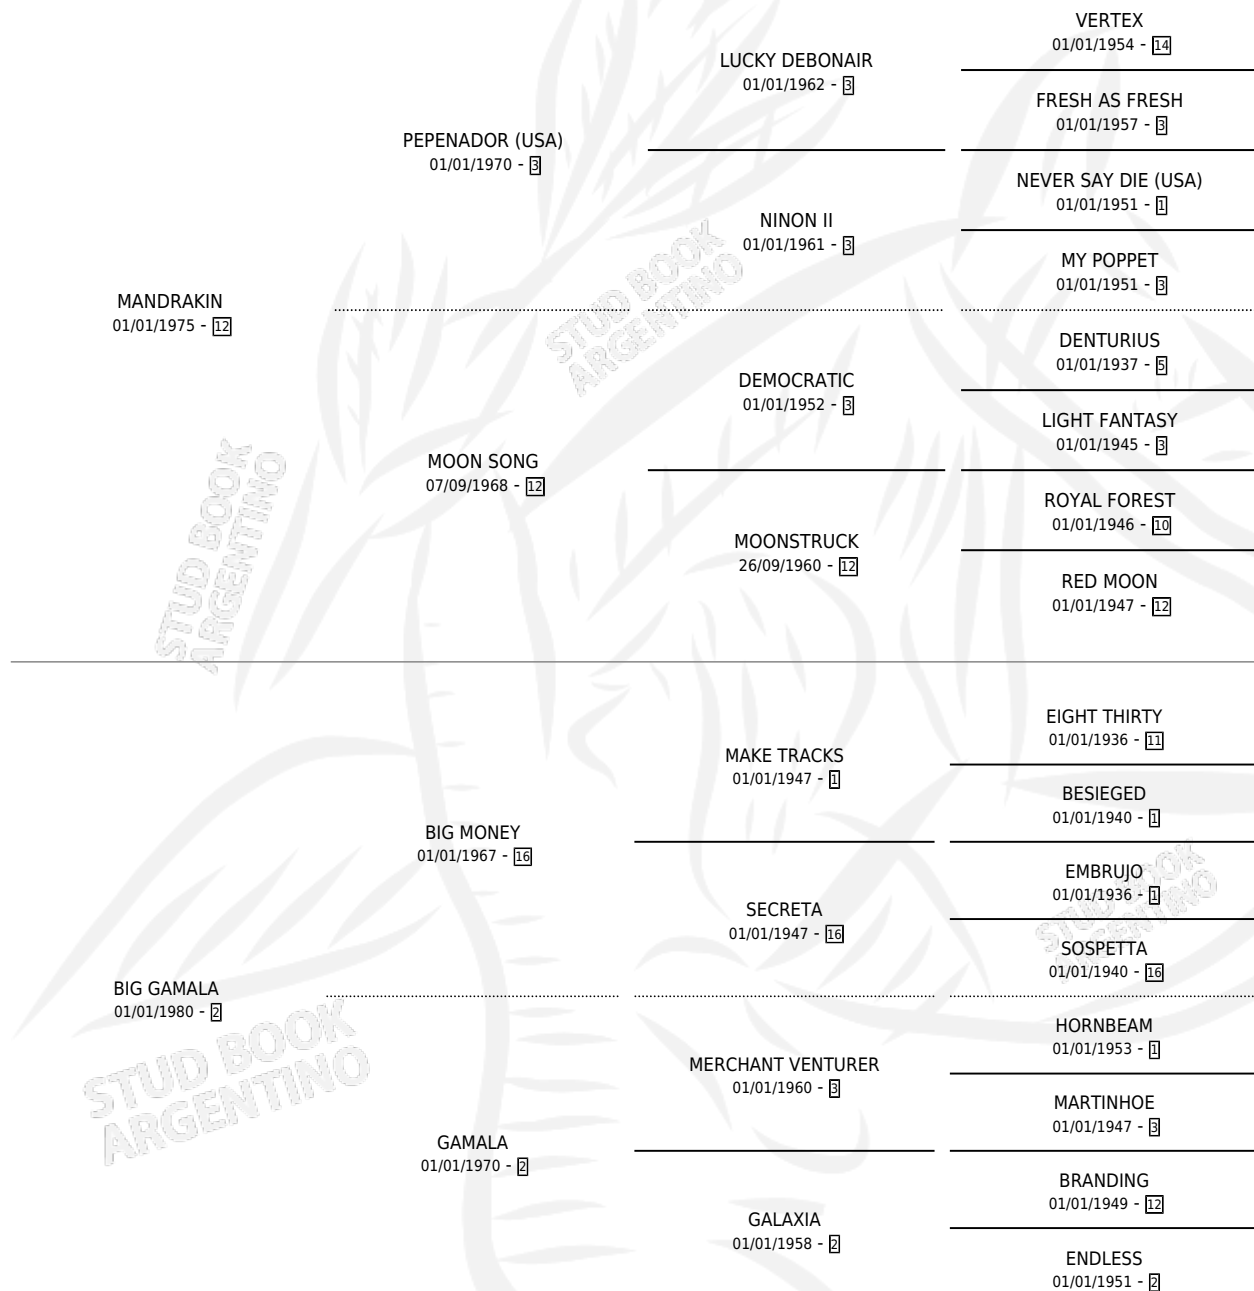 VERTEX
01/01/1954 - 14
LUCKY DEBONAIR
01/01/1962 - 3
FRESH AS FRESH
01/01/1957 - 3
PEPENADOR (USA)
01/01/1970 - 3
NEVER SAY DIE (USA)
01/01/1951 - 1
NINON II
01/01/1961 - 3
MY POPPET
01/01/1951 - 3
MANDRAKIN
01/01/1975 - 12
DENTURIUS
01/01/1937 - 5
DEMOCRATIC
01/01/1952 - 3
LIGHT FANTASY
01/01/1945 - 3
MOON SONG
07/09/1968 - 12
ROYAL FOREST
01/01/1946 - 10
MOONSTRUCK
26/09/1960 - 12
RED MOON
01/01/1947 - 12
EIGHT THIRTY
01/01/1936 - 11
MAKE TRACKS
01/01/1947 - 1
BESIEGED
01/01/1940 - 1
BIG MONEY
01/01/1967 - 16
EMBRUJO
01/01/1936 - 1
SECRETA
01/01/1947 - 16
SOSPETTA
01/01/1940 - 16
BIG GAMALA
01/01/1980 - 2
HORNBEAM
01/01/1953 - 1
MERCHANT VENTURER
01/01/1960 - 3
MARTINHOE
01/01/1947 - 3
GAMALA
01/01/1970 - 2
BRANDING
01/01/1949 - 12
GALAXIA
01/01/1958 - 2
ENDLESS
01/01/1951 - 2
STUD BOOK
ARGENTINO
STUD BOOK
ARGENTINO
STUD BOOK
ARGENTINO
STUD BOOK
ARGENTINO